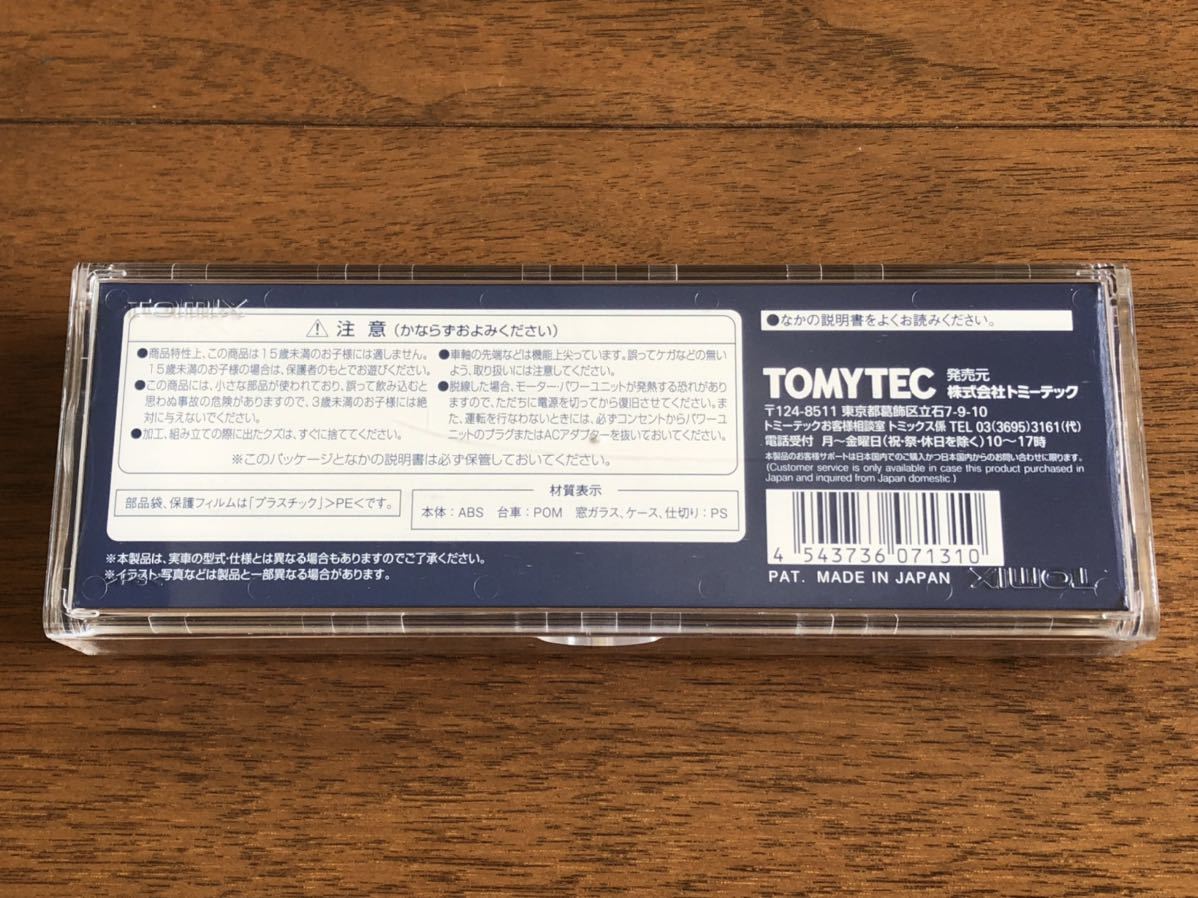 TOMIX
⚠ 注 意 (かならずおよみください)
●商品特性上、この商品は15歳未満のお子様には適しません。
15歳未満のお子様の場合は、保護者のもとでお遊びください。
●この商品には、小さな部品が使われており、誤って飲み込むと
思わぬ事故の危険がありますので、3歳未満のお子様には絶
対に与えないでください。
●加工、組み立ての際に出たクズは、すぐに捨ててください。
●車軸の先端などは機能上尖っています。誤ってケガなどの無い
よう、取り扱いには注意してください。
●脱線した場合、モーター・パワーユニットが発熱する恐れがあり
ますので、ただちに電源を切ってから復旧させてください。ま
た、運転を行なわないときには、必ずコンセントからパワーユ
ニットのプラグまたはACアダプターを抜いておいてください。
※このパッケージとなかの説明書は必ず保管しておいてください。
部品袋、保護フィルムは「プラスチック」>PE<です。
材質表示
本体:ABS 台車:POM 窓ガラス、ケース、仕切り:PS
※本製品は、実車の型式・仕様とは異なる場合もありますのでご了承ください。
※イラスト・写真などは製品と一部異なる場合があります。
●なかの説明書をよくお読みください。
TOMYTEC 発売元
株式会社トミーテック
〒124-8511 東京都葛飾区立石7-9-10
トミーテックお客様相談室 トミックス係 TEL 03(3695)3161(代)
電話受付 月〜金曜日(祝・祭・休日を除く)10〜17時
本製品のお客様サポートは日本国内でのご購入かつ日本国内からのお問い合わせに限ります。
(Customer service is only available in case this product purchased in
Japan and inquired from Japan domestic.)
4 543736 071310
PAT. MADE IN JAPAN
TOMIX